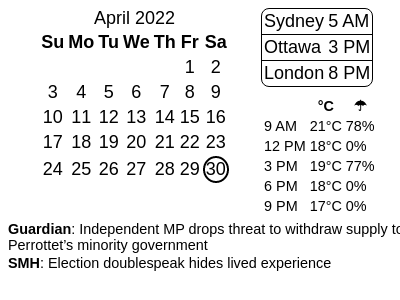 April 2022
Su Mo Tu We Th Fr Sa
1 2
3 4 5 6 7 8 9
10 11 12 13 14 15 16
17 18 19 20 21 22 23
24 25 26 27 28 29 30
Sydney 5 AM
Ottawa 3 PM
London 8 PM
°C ☂
9 AM 21°C 78%
12 PM 18°C 0%
3 PM 19°C 77%
6 PM 18°C 0%
9 PM 17°C 0%
Guardian: Independent MP drops threat to withdraw supply to
Perrottet's minority government
SMH: Election doublespeak hides lived experience